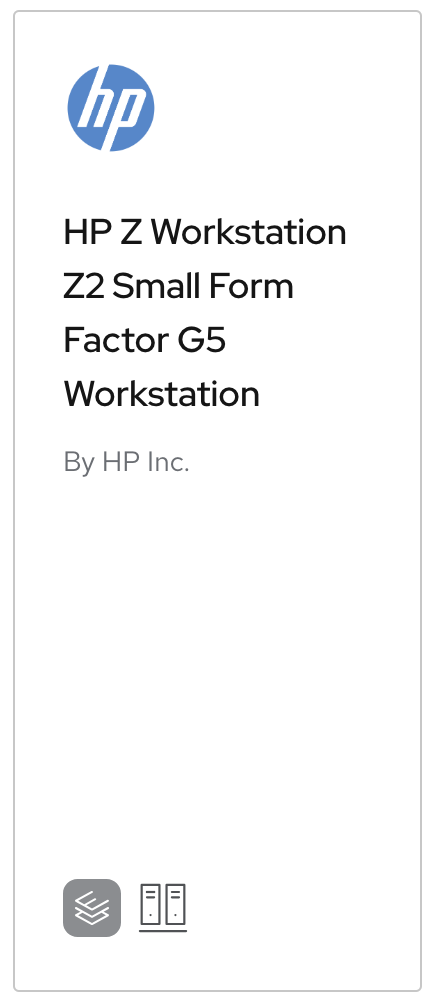 hp
HP Z Workstation
Z2 Small Form
Factor G5
Workstation
By HP Inc.